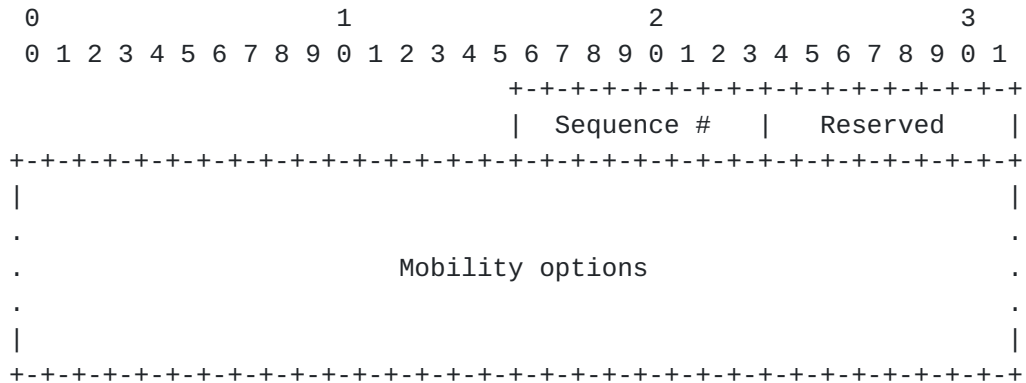 0                   1                   2                   3
 0 1 2 3 4 5 6 7 8 9 0 1 2 3 4 5 6 7 8 9 0 1 2 3 4 5 6 7 8 9 0 1
                                +-+-+-+-+-+-+-+-+-+-+-+-+-+-+-+-+
                                |  Sequence #   |   Reserved    |
+-+-+-+-+-+-+-+-+-+-+-+-+-+-+-+-+-+-+-+-+-+-+-+-+-+-+-+-+-+-+-+-+
|                                                               |
.                                                               .
.                        Mobility options                       .
.                                                               .
|                                                               |
+-+-+-+-+-+-+-+-+-+-+-+-+-+-+-+-+-+-+-+-+-+-+-+-+-+-+-+-+-+-+-+-+